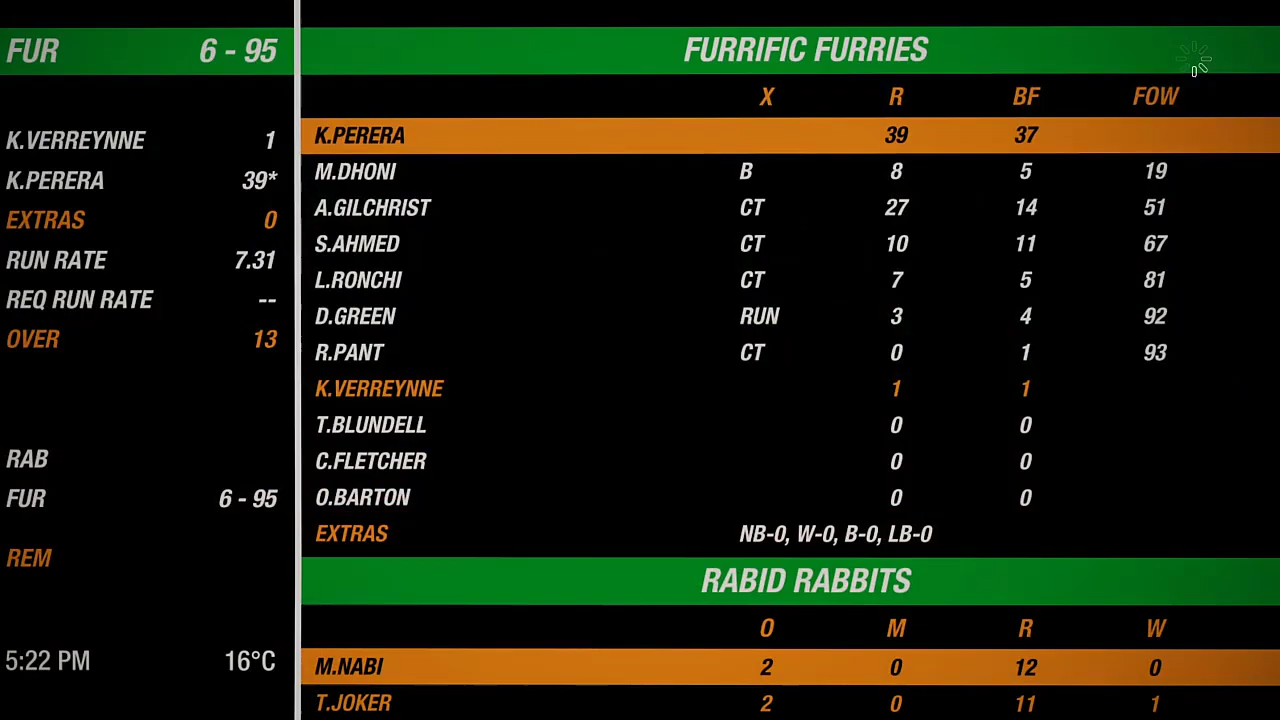 FUR 6 - 95
K.VERREYNNE 1
K.PERERA 39*
EXTRAS 0
RUN RATE 7.31
REQ RUN RATE --
OVER 13
RAB
FUR 6 - 95
REM
5:22 PM 16°C
FURRIFIC FURRIES
X R BF FOW
K.PERERA 39 37
M.DHONI B 8 5 19
A.GILCHRIST CT 27 14 51
S.AHMED CT 10 11 67
L.RONCHI CT 7 5 81
D.GREEN RUN 3 4 92
R.PANT CT 0 1 93
K.VERREYNNE 1 1
T.BLUNDELL 0 0
C.FLETCHER 0 0
O.BARTON 0 0
EXTRAS NB-0, W-0, B-0, LB-0
RABID RABBITS
O M R W
M.NABI 2 0 12 0
T.JOKER 2 0 11 1